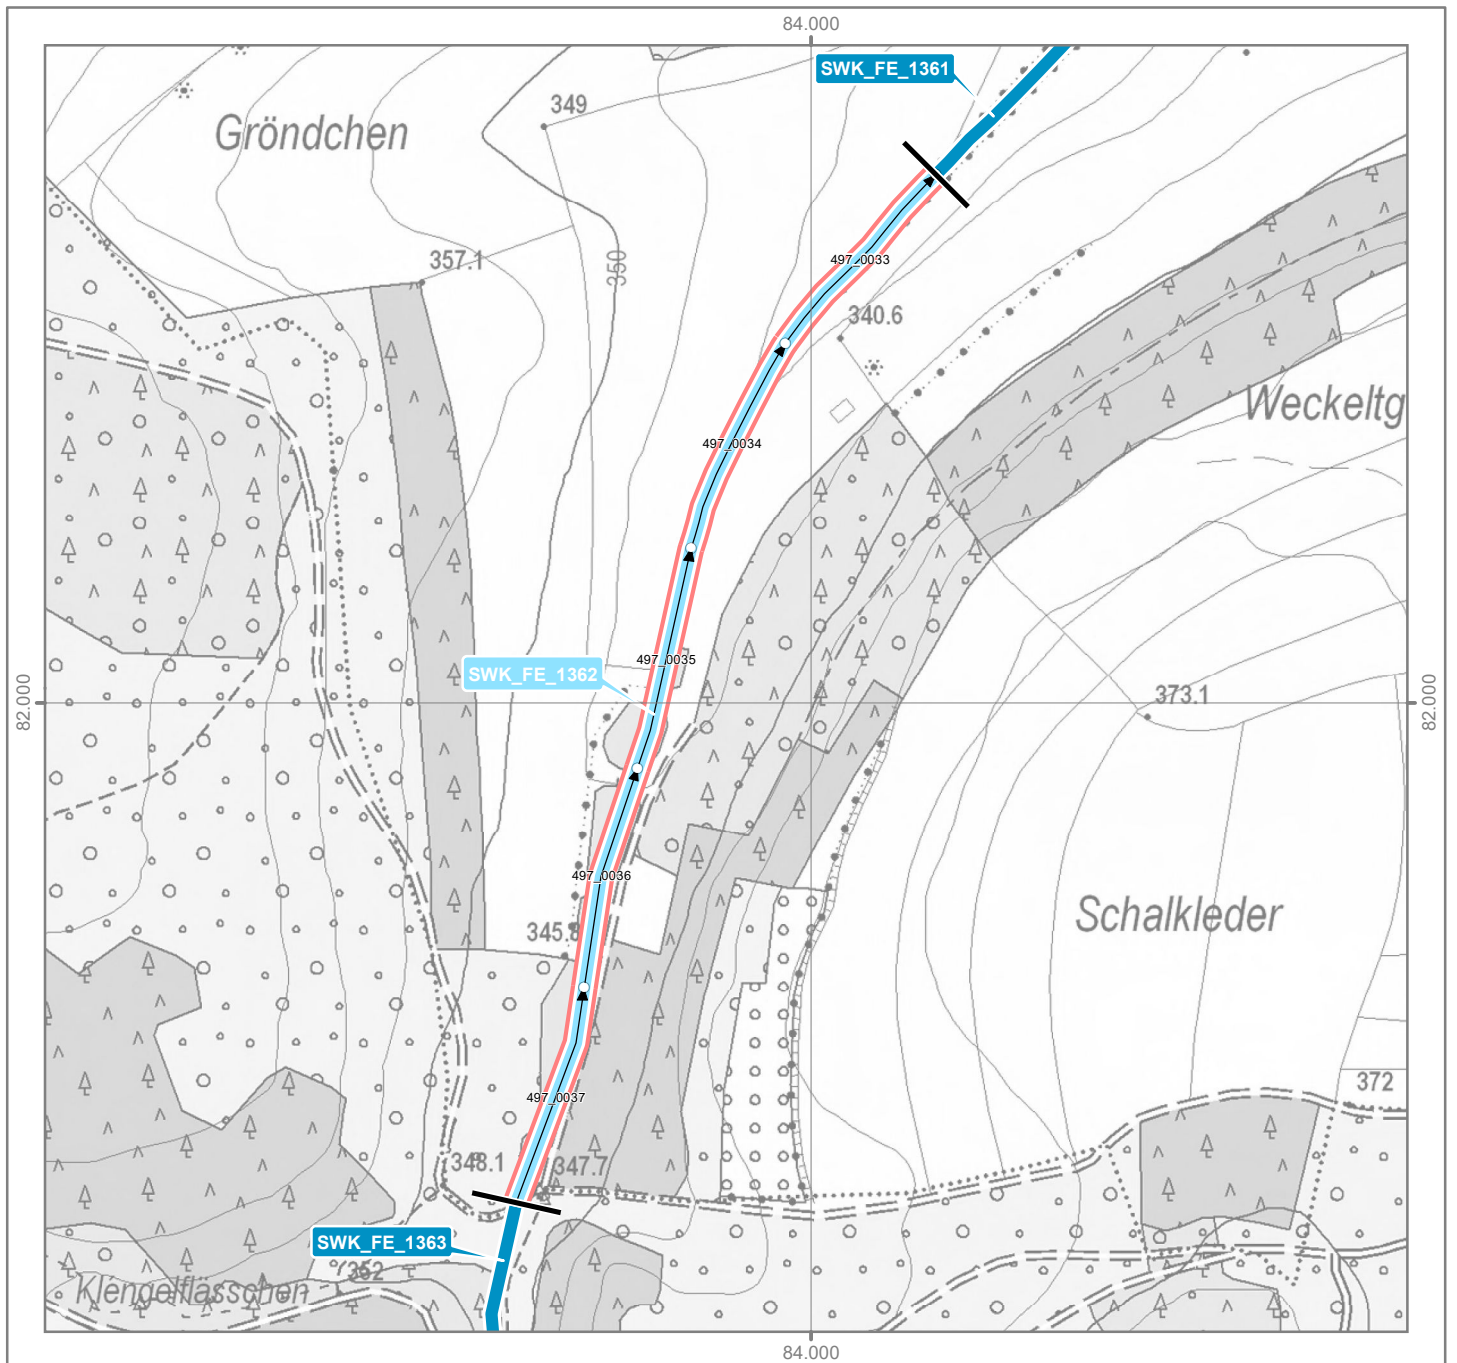 84.000
SWK_FE_1361
349
Gröndchen
357.1
350
497_0033
340.6
Weckeltg
497_0034
497_0035
SWK_FE_1362
82.000
82.000
373.1
497_0036
Schalkleder
345.8
372
497_0037
348.1
347.7
SWK_FE_1363
352
Klengelflässchen
84.000